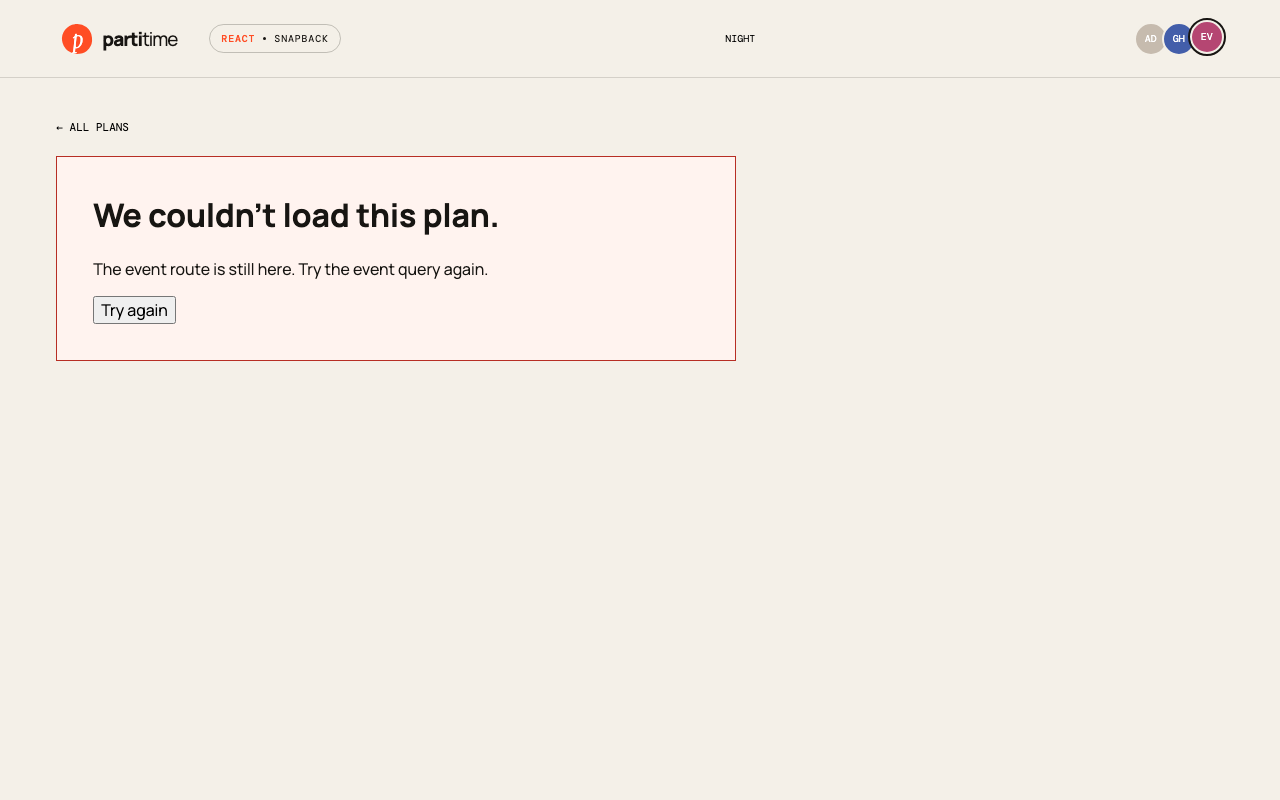 p partitime
REACT • SNAPBACK
NIGHT
AD GH EV
← ALL PLANS
We couldn’t load this plan.
The event route is still here. Try the event query again.
Try again